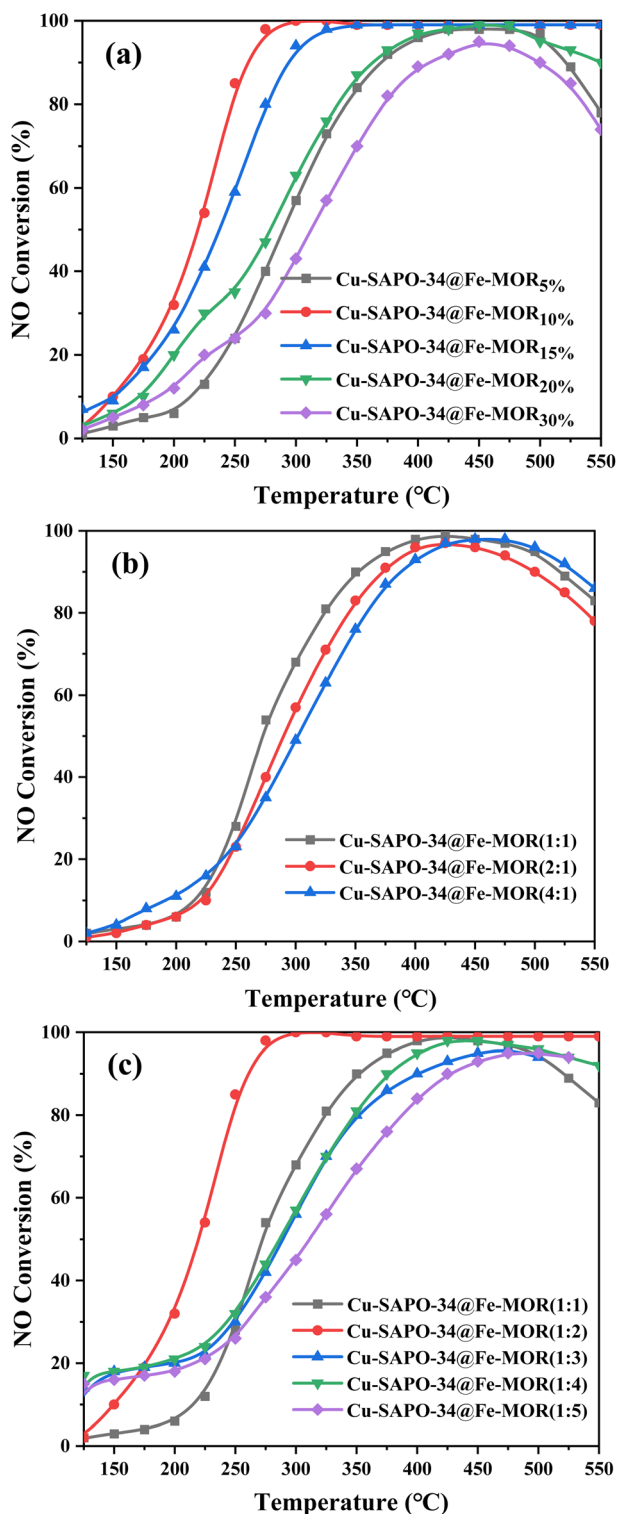 (a)
NO Conversion (%)
100
80
60
40
20
0
Cu-SAPO-34@Fe-MOR5%
Cu-SAPO-34@Fe-MOR10%
Cu-SAPO-34@Fe-MOR15%
Cu-SAPO-34@Fe-MOR20%
Cu-SAPO-34@Fe-MOR30%
150 200 250 300 350 400 450 500 550
Temperature (℃)
(b)
NO Conversion (%)
100
80
60
40
20
0
Cu-SAPO-34@Fe-MOR(1:1)
Cu-SAPO-34@Fe-MOR(2:1)
Cu-SAPO-34@Fe-MOR(4:1)
150 200 250 300 350 400 450 500 550
Temperature (℃)
(c)
NO Conversion (%)
100
80
60
40
20
0
Cu-SAPO-34@Fe-MOR(1:1)
Cu-SAPO-34@Fe-MOR(1:2)
Cu-SAPO-34@Fe-MOR(1:3)
Cu-SAPO-34@Fe-MOR(1:4)
Cu-SAPO-34@Fe-MOR(1:5)
150 200 250 300 350 400 450 500 550
Temperature (℃)